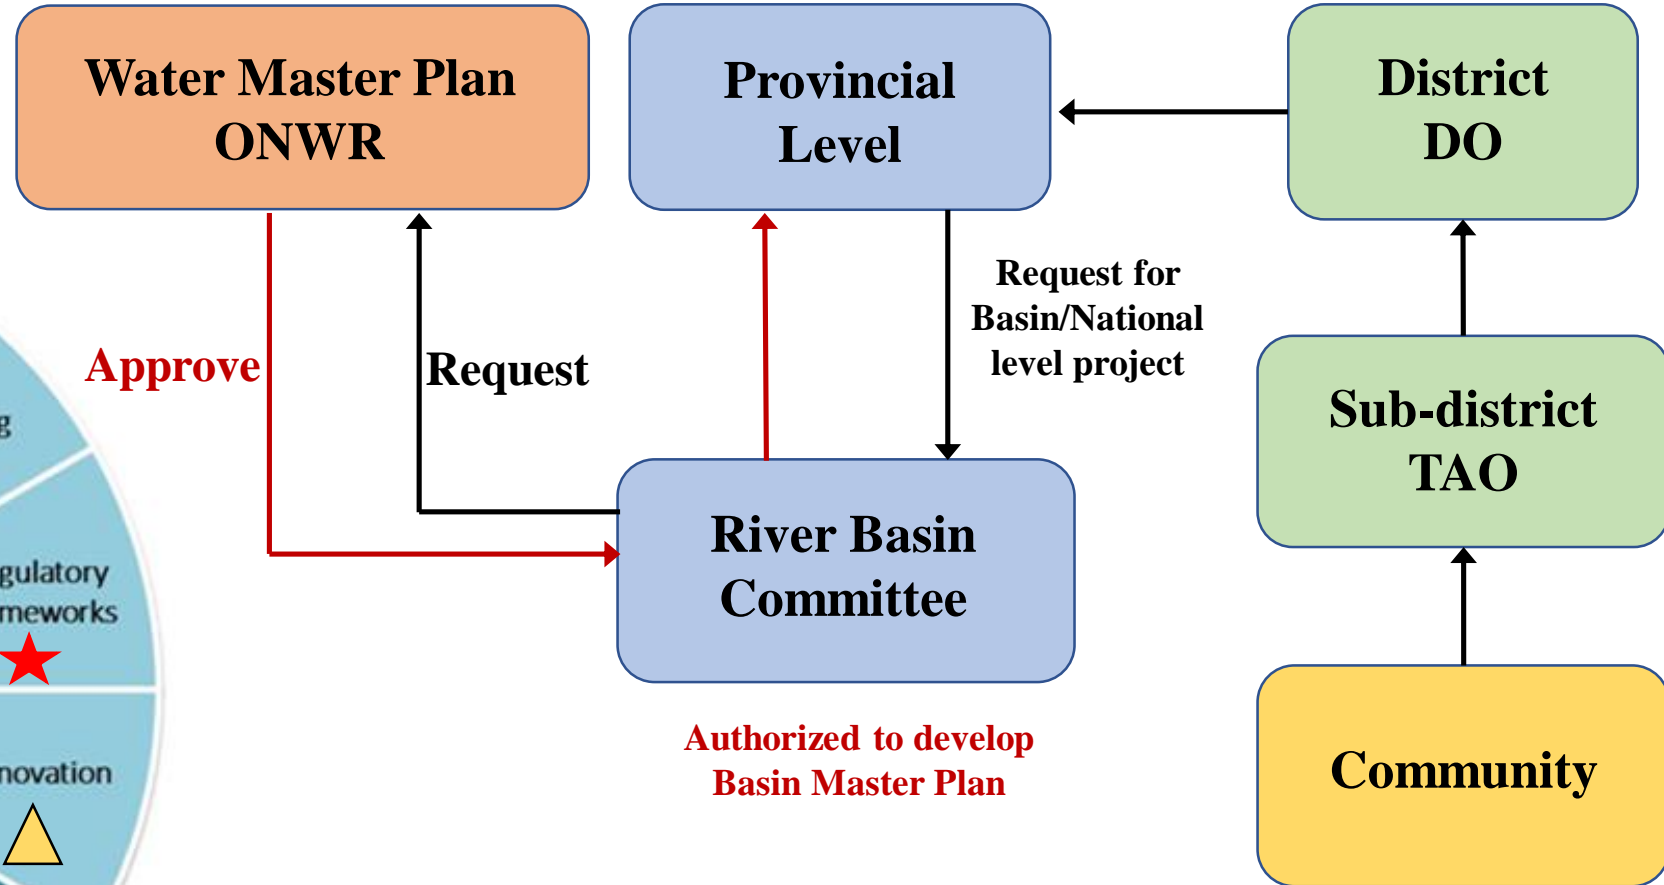 Water Master Plan
ONWR
Provincial
Level
District
DO
Request for
Basin/National
level project
Approve
Request
Sub-district
TAO
River Basin
Committee
Authorized to develop
Basin Master Plan
Community
g
gulatory
meworks
novation